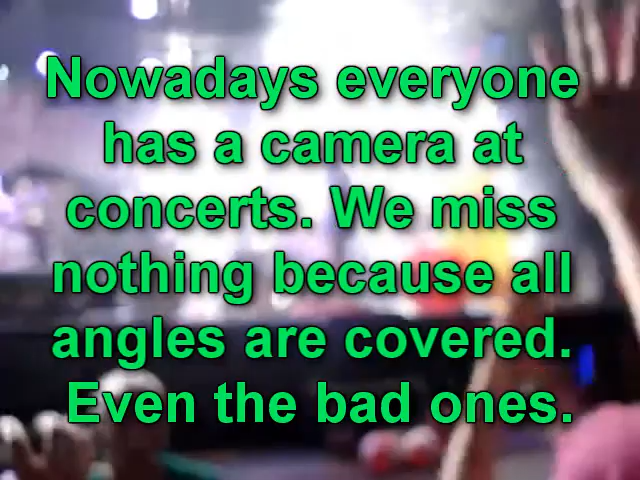 Nowadays everyone
has a camera at
concerts. We miss
nothing because all
angles are covered.
Even the bad ones.